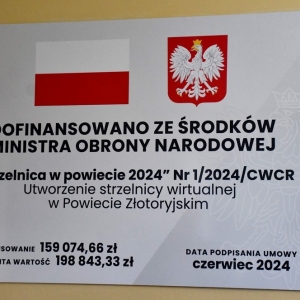 DOFINANSOWANO ZE ŚRODKÓW
MINISTRA OBRONY NARODOWEJ
„Strzelnica w powiecie 2024” Nr 1/2024/CWCR
Utworzenie strzelnicy wirtualnej
w Powiecie Złotoryjskim
159 074,66 zł
WARTOŚĆ 198 843,33 zł
DATA PODPISANIA UMOWY
czerwiec 2024